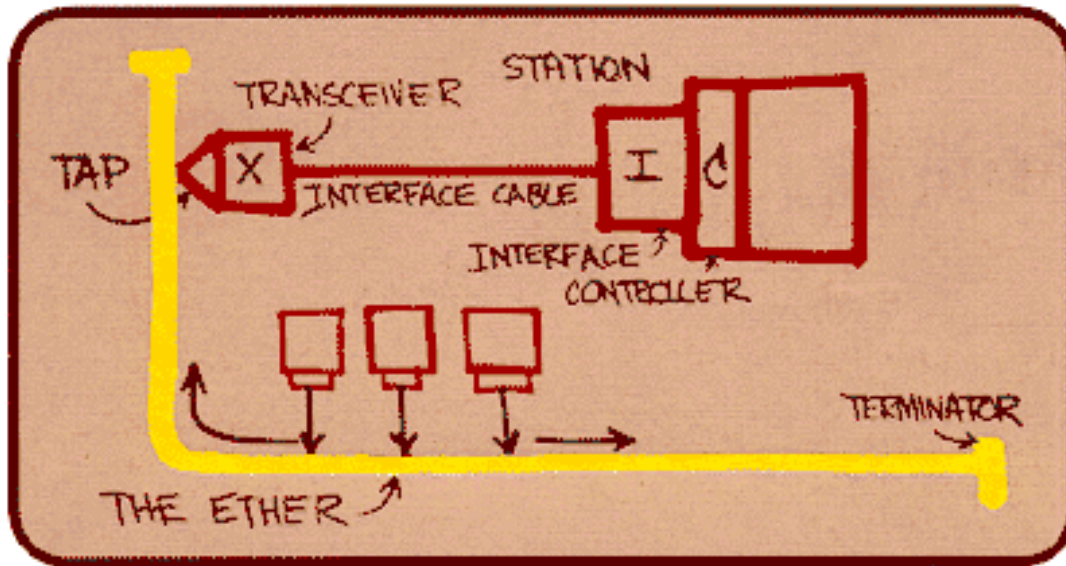 STATION
TRANSCEIVER
TAP
X
I
C
INTERFACE CABLE
INTERFACE
CONTROLLER
TERMINATOR
THE ETHER